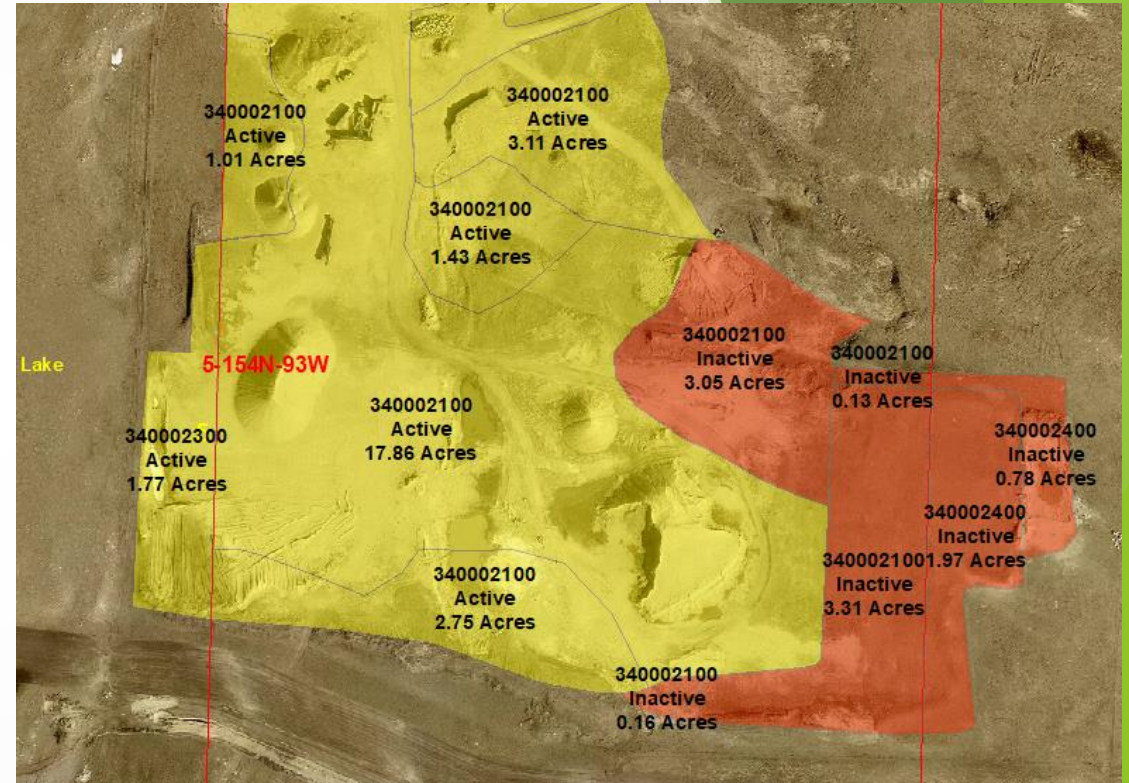 340002100
Active
1.01 Acres
340002100
Active
3.11 Acres
340002100
Active
1.43 Acres
Lake
5-154N-93W
340002100
Inactive
3.05 Acres
340002100
Inactive
0.13 Acres
340002100
Active
17.86 Acres
340002300
Active
1.77 Acres
340002400
Inactive
0.78 Acres
340002400
Inactive
1.97 Acres
340002100
Inactive
3.31 Acres
340002100
Active
2.75 Acres
340002100
Inactive
0.16 Acres